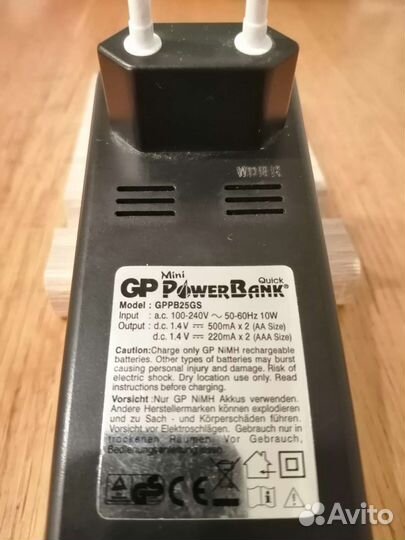 GP Mini POWERBANK® Quick
Model : GPPB25GS
Input : a.c. 100-240V ~ 50-60Hz 10W
Output : d.c. 1.4V ⎓ 500mA x 2 (AA Size)
d.c. 1.4V ⎓ 220mA x 2 (AAA Size)
Caution:Charge only GP NiMH rechargeable
batteries. Other types of batteries may burst
causing personal injury and damage. Risk of
electric shock. Dry location use only. Read
instructions before charging.
Vorsicht :Nur GP NiMH Akkus verwenden.
Andere Herstellermarken können explodieren
und zu Sach - und Körperschäden führen.
Vorsicht vor Elektroschlägen. Gebrauch nur in
trockenen Räumen. Vor Gebrauch,
Bedienungsanleitung lesen.
GS CE
Avito